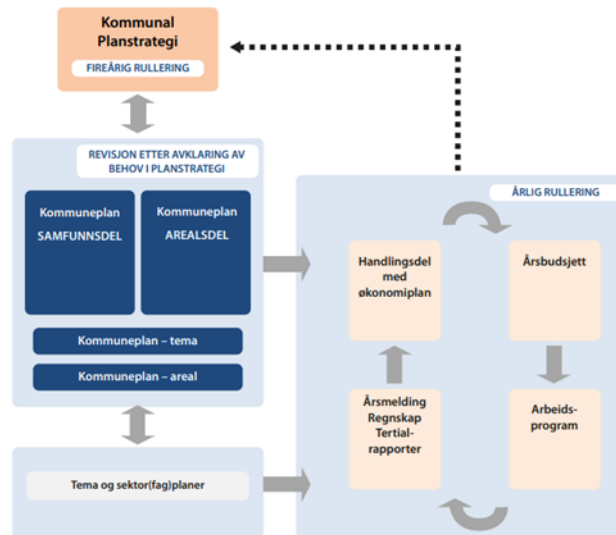 Kommunal
Planstrategi
FIREÅRIG RULLERING
REVISJON ETTER AVKLARING AV
BEHOV I PLANSTRATEGI
Kommuneplan
SAMFUNNSDEL
Kommuneplan
AREALSDEL
Kommuneplan – tema
Kommuneplan – areal
Tema og sektor(fag)planer
ÅRLIG RULLERING
Handlingsdel
med
økonomiplan
Årsbudsjett
Årsmelding
Regnskap
Tertial-
rapporter
Arbeids-
program